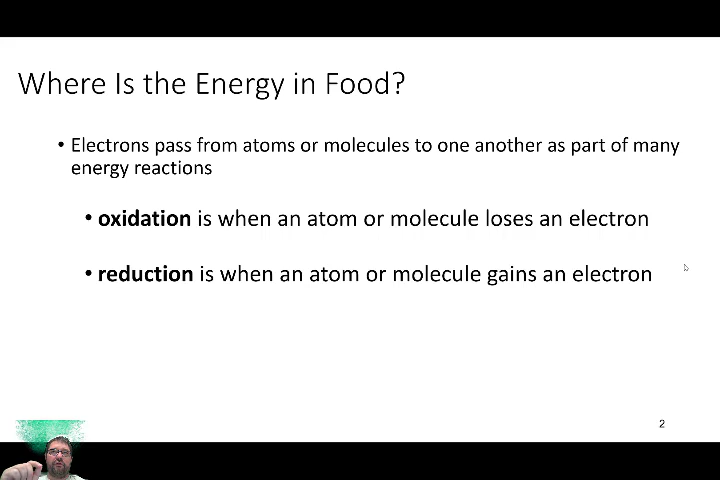 Where Is the Energy in Food?
• Electrons pass from atoms or molecules to one another as part of many
energy reactions
• oxidation is when an atom or molecule loses an electron
• reduction is when an atom or molecule gains an electron
2